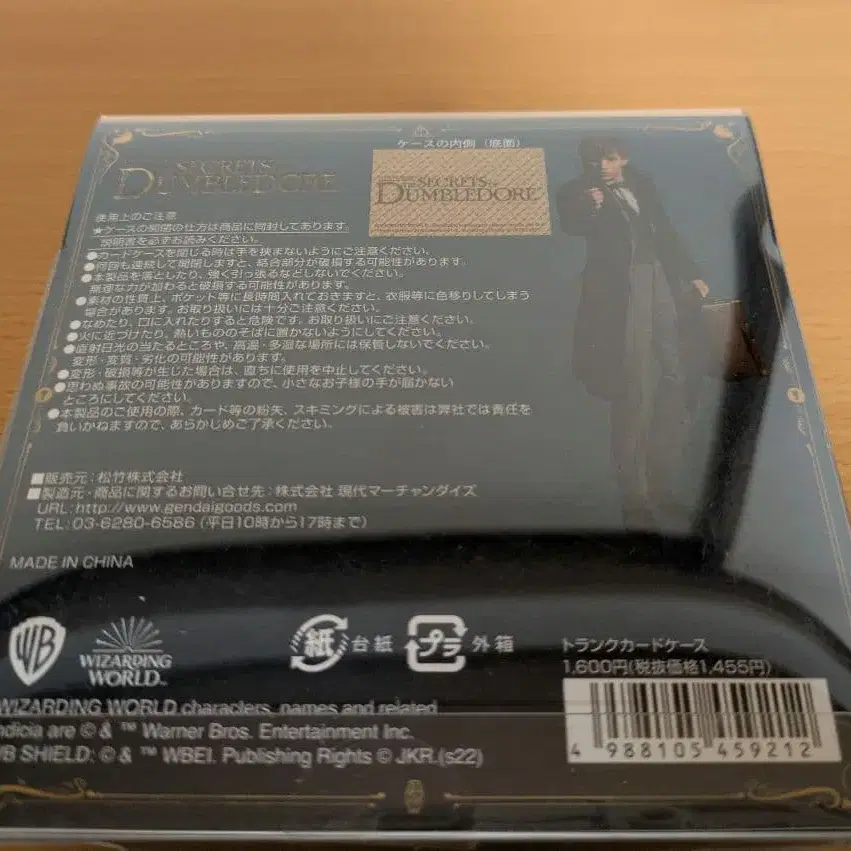 ケースの内側（底面）
SECRETS
DUMBLEDORE
SECRETS
DUMBLEDORE
使用上のご注意
★ケースの開閉の仕方は商品に同封してあります。
説明書を必ずお読みください。
●カードケースを閉じる時は手を挟まないようにご注意ください。
●何回も連続して開閉しますと、結合部分が破損する可能性があります。
●本製品を落としたり、強く引っ張るなどしないでください。
無理な力が加わると破損する可能性があります。
●素材の性質上、ポケット等に長時間入れておきますと、衣服等に色移りしてしまう
場合があります。お取り扱いには十分ご注意ください。
●なめたり、口に入れたりすると危険です。お取り扱いにご注意ください。
●火に近づけたり、熱いもののそばに置かないようにしてください。
●直射日光の当たるところや、高温・多湿な場所には保管しないでください。
変形・変質・劣化の可能性があります。
●変形・破損等が生じた場合は、直ちに使用を中止してください。
●思わぬ事故の可能性がありますので、小さなお子様の手が届かない
ところにしてください。
●本製品のご使用の際、カード等の紛失、スキミングによる被害は弊社では責任を
負いかねますので、あらかじめご了承ください。
■販売元：松竹株式会社
■製造元・商品に関するお問い合せ先：株式会社 現代マーチャンダイズ
URL：http://www.gendaigoods.com
TEL：03-6280-6586（平日10時から17時まで）
MADE IN CHINA
WB
WIZARDING
WORLD™
紙 台紙
プラ 外箱
トランクカードケース
1,600円(税抜価格1,455円)
WIZARDING WORLD characters, names and related
indicia are © & ™ Warner Bros. Entertainment Inc.
WB SHIELD: © & ™ WBEI. Publishing Rights © JKR.(s22)
4 988105 459212